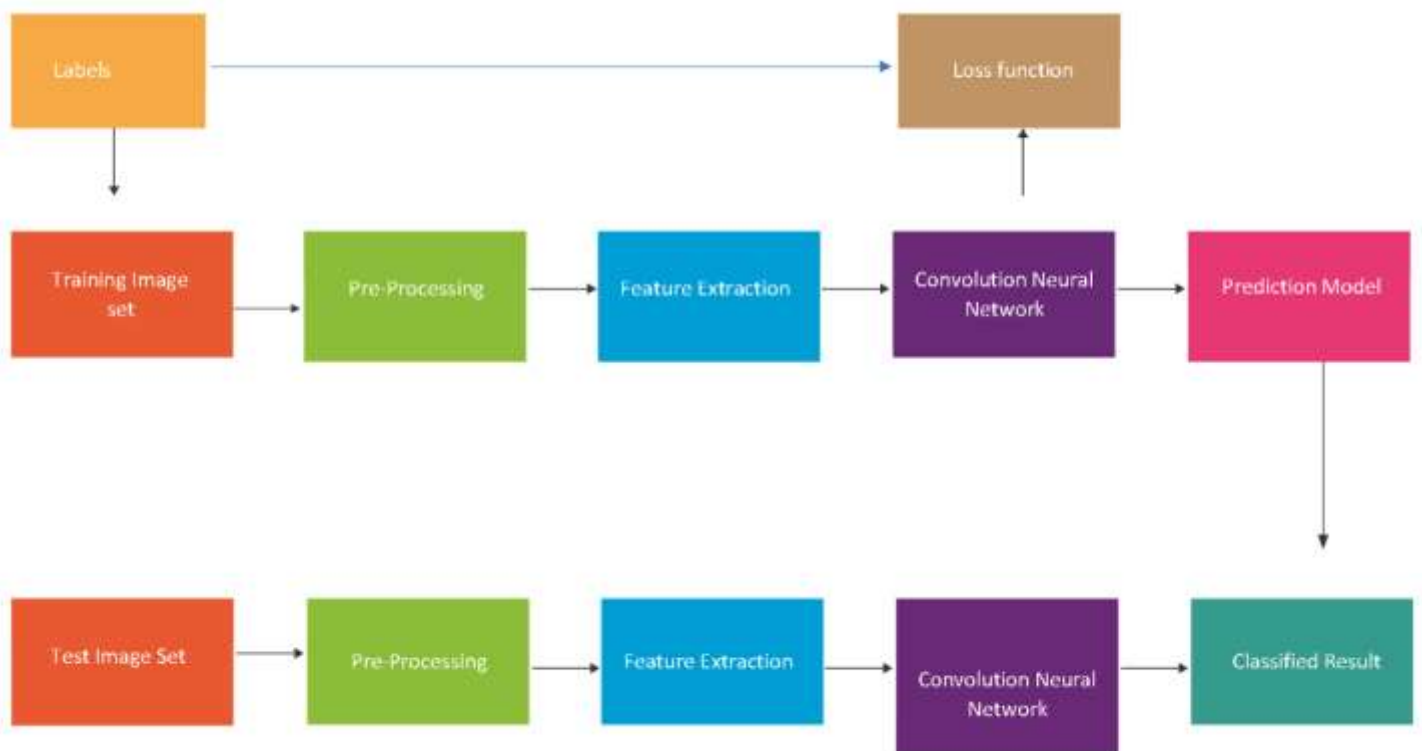 Labels
Loss function
Training Image
set
Pre-Processing
Feature Extraction
Convolution Neural
Network
Prediction Model
Test Image Set
Pre-Processing
Feature Extraction
Convolution Neural
Network
Classified Result